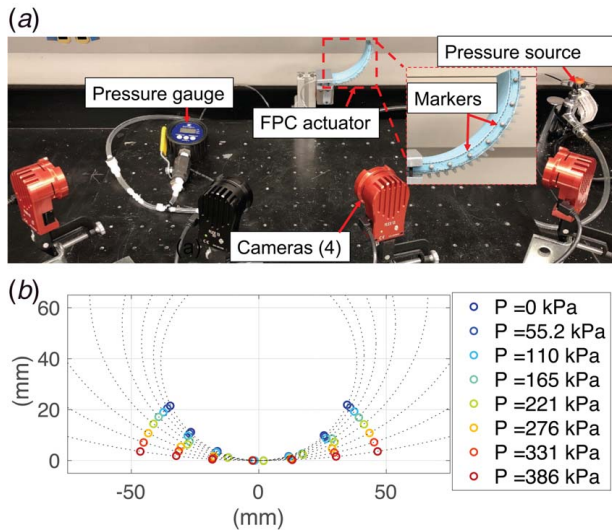 (a)
Pressure source
Pressure gauge
Markers
FPC actuator
(a)
Cameras (4)
(b)
60
40
20
0
(mm)
-50
0
50
(mm)
P =0 kPa
P =55.2 kPa
P =110 kPa
P =165 kPa
P =221 kPa
P =276 kPa
P =331 kPa
P =386 kPa